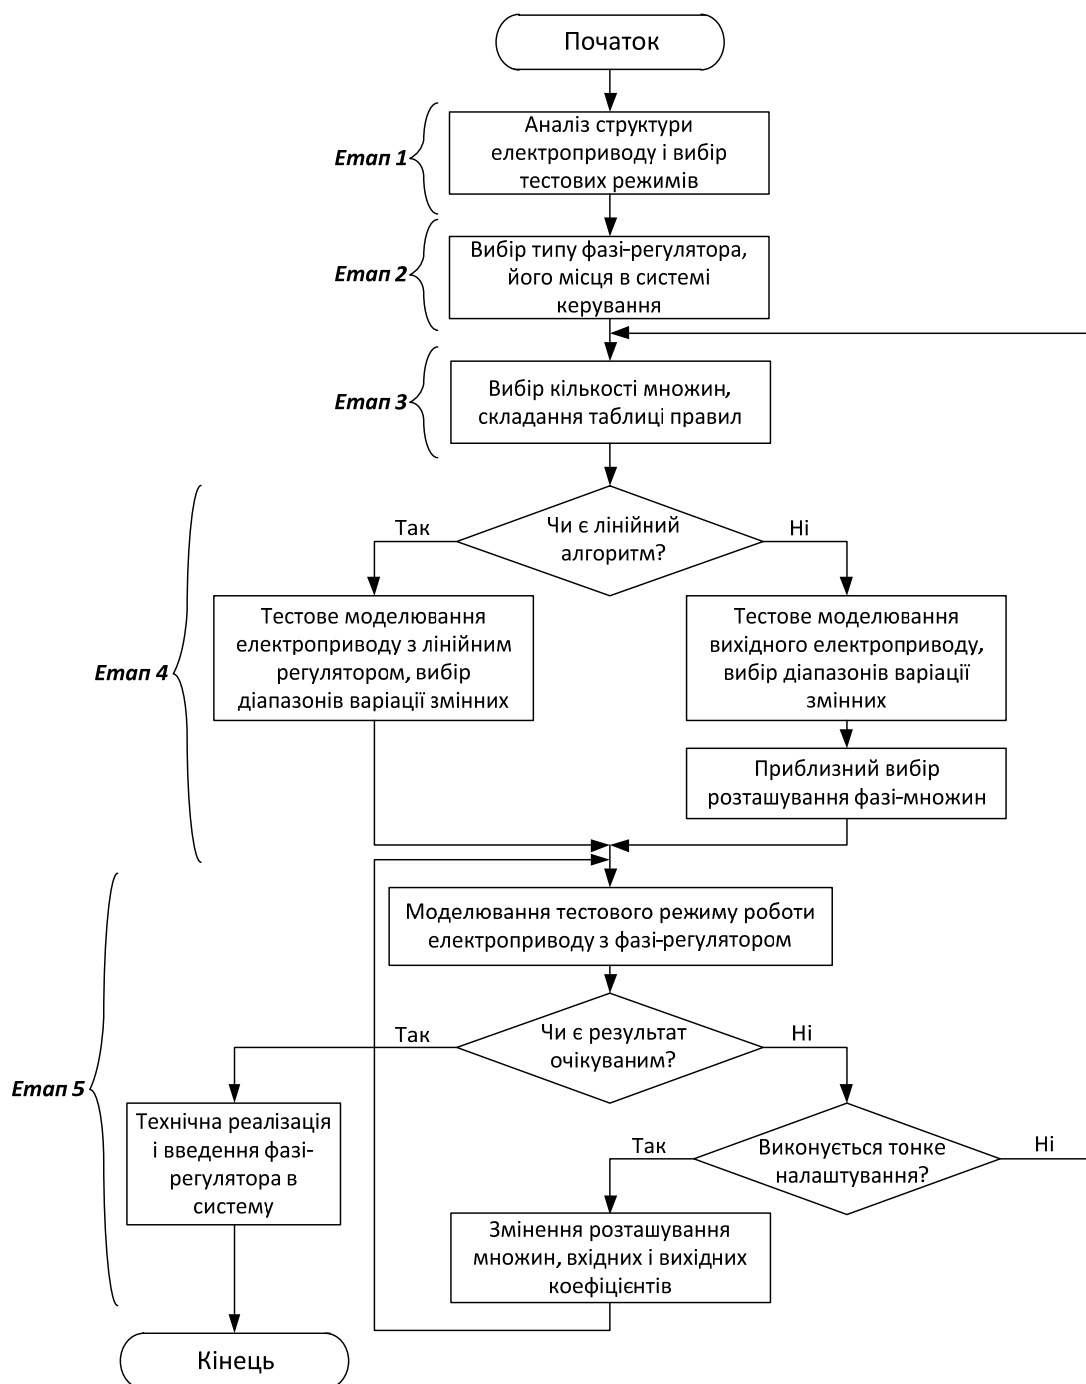 Початок
Етап 1
Аналіз структури
електроприводу і вибір
тестових режимів
Етап 2
Вибір типу фазі-регулятора,
його місця в системі
керування
Етап 3
Вибір кількості множин,
складання таблиці правил
Етап 4
Чи є лінійний
алгоритм?
Так
Ні
Тестове моделювання
електроприводу з лінійним
регулятором, вибір
діапазонів варіації змінних
Тестове моделювання
вихідного електроприводу,
вибір діапазонів варіації
змінних
Приблизний вибір
розташування фазі-множин
Етап 5
Моделювання тестового режиму роботи
електроприводу з фазі-регулятором
Чи є результат
очікуваним?
Так
Ні
Технічна реалізація
і введення фазі-
регулятора в
систему
Виконується тонке
налаштування?
Так
Ні
Змінення розташування
множин, вхідних і вихідних
коефіцієнтів
Кінець